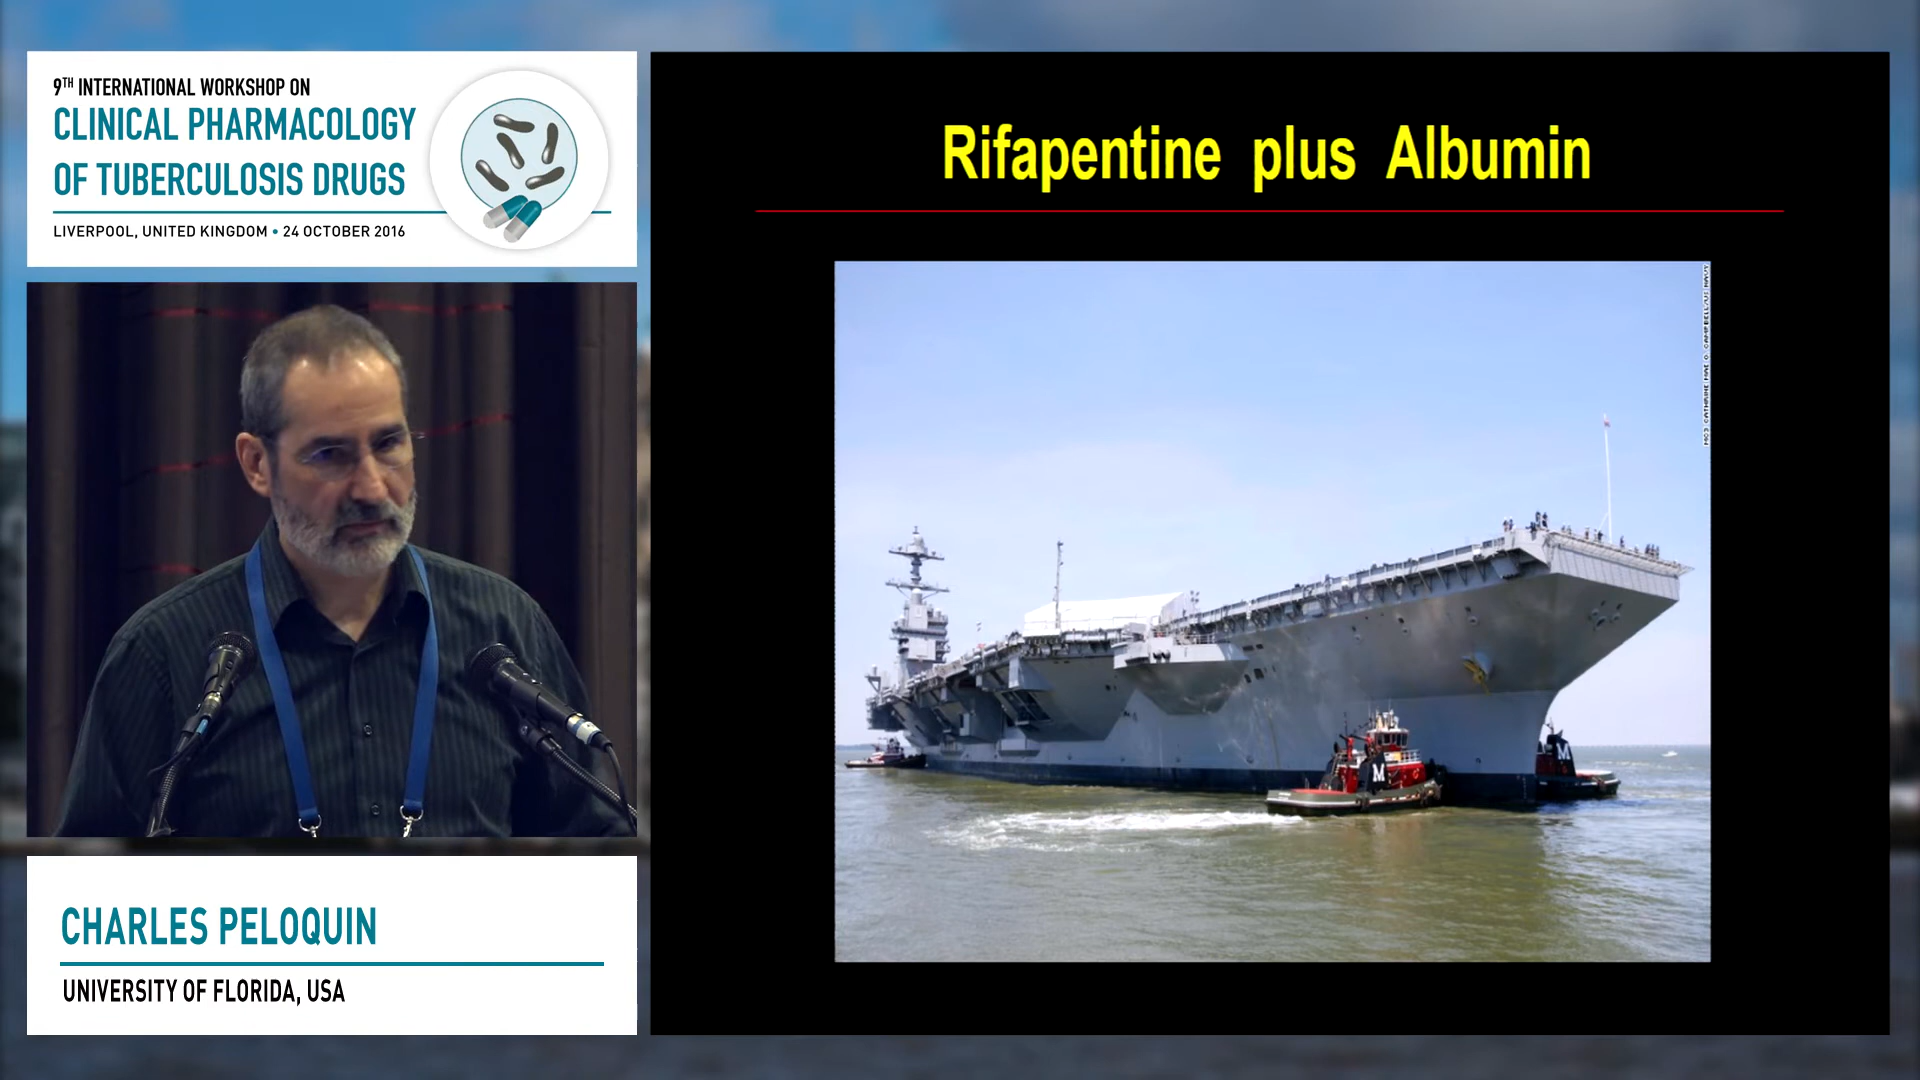 9TH INTERNATIONAL WORKSHOP ON
CLINICAL PHARMACOLOGY
OF TUBERCULOSIS DRUGS
LIVERPOOL, UNITED KINGDOM • 24 OCTOBER 2016
CHARLES PELOQUIN
UNIVERSITY OF FLORIDA, USA
Rifapentine plus Albumin
M
M